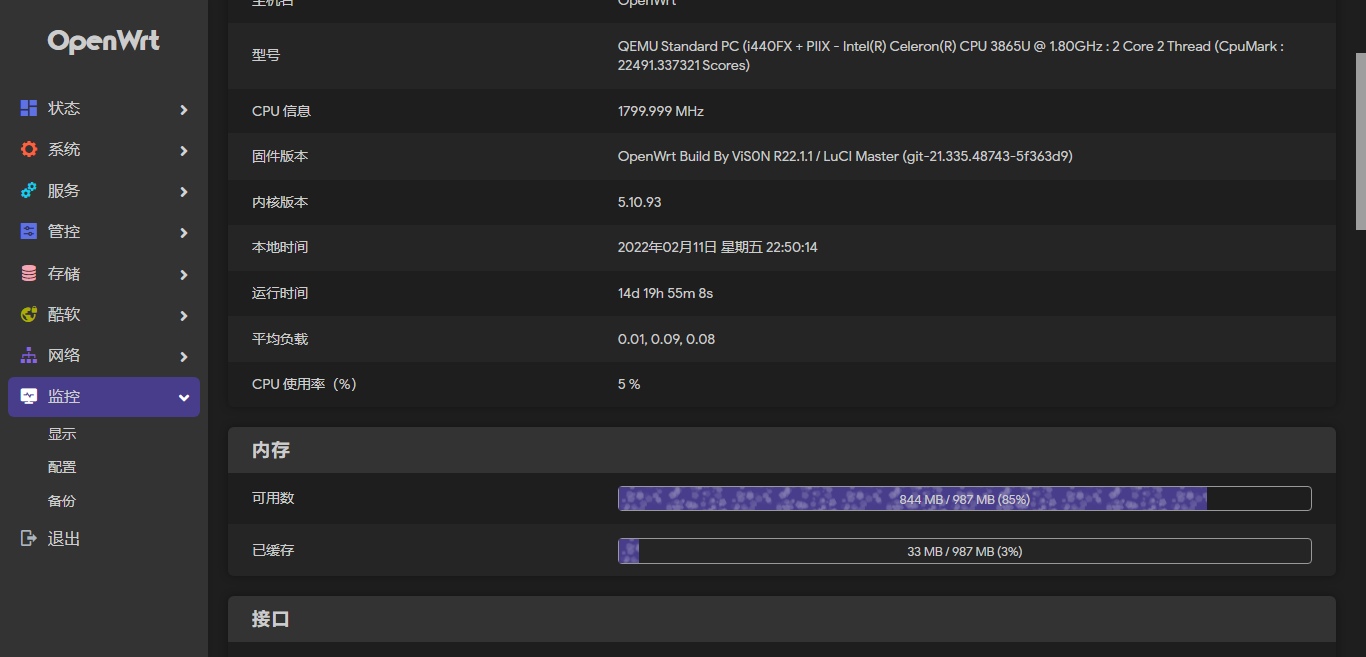 OpenWrt
状态
系统
服务
管控
存储
酷软
网络
监控
显示
配置
备份
退出
主机名 OpenWrt
型号 QEMU Standard PC (i440FX + PIIX - Intel(R) Celeron(R) CPU 3865U @ 1.80GHz : 2 Core 2 Thread (CpuMark :
22491.337321 Scores)
CPU 信息 1799.999 MHz
固件版本 OpenWrt Build By ViS0N R22.1.1 / LuCI Master (git-21.335.48743-5f363d9)
内核版本 5.10.93
本地时间 2022年02月11日 星期五 22:50:14
运行时间 14d 19h 55m 8s
平均负载 0.01, 0.09, 0.08
CPU 使用率（%） 5 %
内存
可用数 844 MB / 987 MB (85%)
已缓存 33 MB / 987 MB (3%)
接口